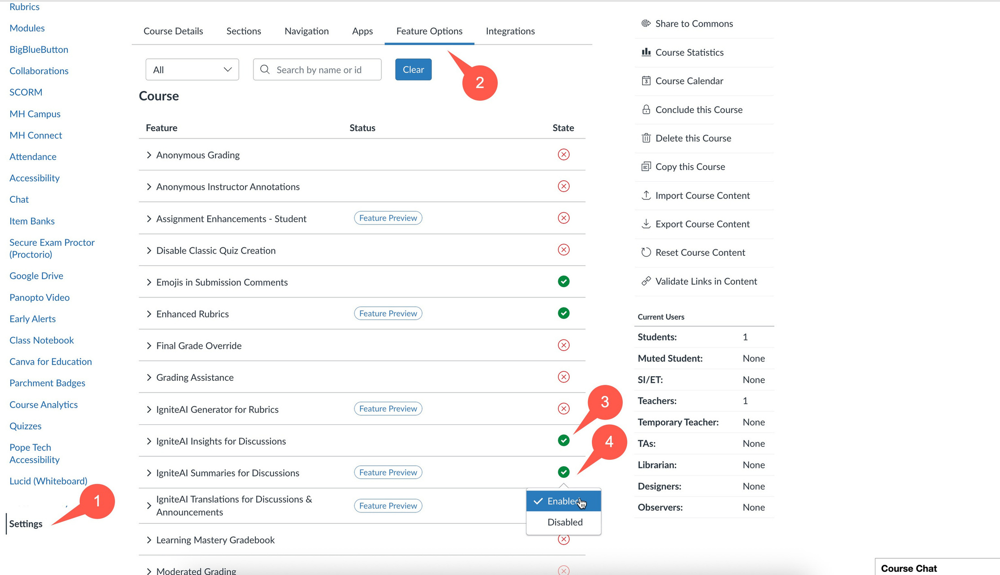 Rubrics
Modules
BigBlueButton
Collaborations
SCORM
MH Campus
MH Connect
Attendance
Accessibility
Chat
Item Banks
Secure Exam Proctor
(Proctorio)
Google Drive
Panopto Video
Early Alerts
Class Notebook
Canva for Education
Parchment Badges
Course Analytics
Quizzes
Pope Tech
Accessibility
Lucid (Whiteboard)
1
Settings
Course Details Sections Navigation Apps Feature Options Integrations
2
All Search by name or id Clear
Course
Feature Status State
Anonymous Grading
Anonymous Instructor Annotations
Assignment Enhancements - Student Feature Preview
Disable Classic Quiz Creation
Emojis in Submission Comments
Enhanced Rubrics Feature Preview
Final Grade Override
Grading Assistance
3
IgniteAI Generator for Rubrics Feature Preview
IgniteAI Insights for Discussions
4
IgniteAI Summaries for Discussions Feature Preview
IgniteAI Translations for Discussions &
Announcements Feature Preview
Enabled
Disabled
Learning Mastery Gradebook
Moderated Grading
Share to Commons
Course Statistics
3 Course Calendar
Conclude this Course
Delete this Course
Copy this Course
Import Course Content
Export Course Content
Reset Course Content
Validate Links in Content
Current Users
Students: 1
Muted Student: None
SI/ET: None
Teachers: 1
Temporary Teacher: None
TAs: None
Librarian: None
Designers: None
Observers: None
Course Chat